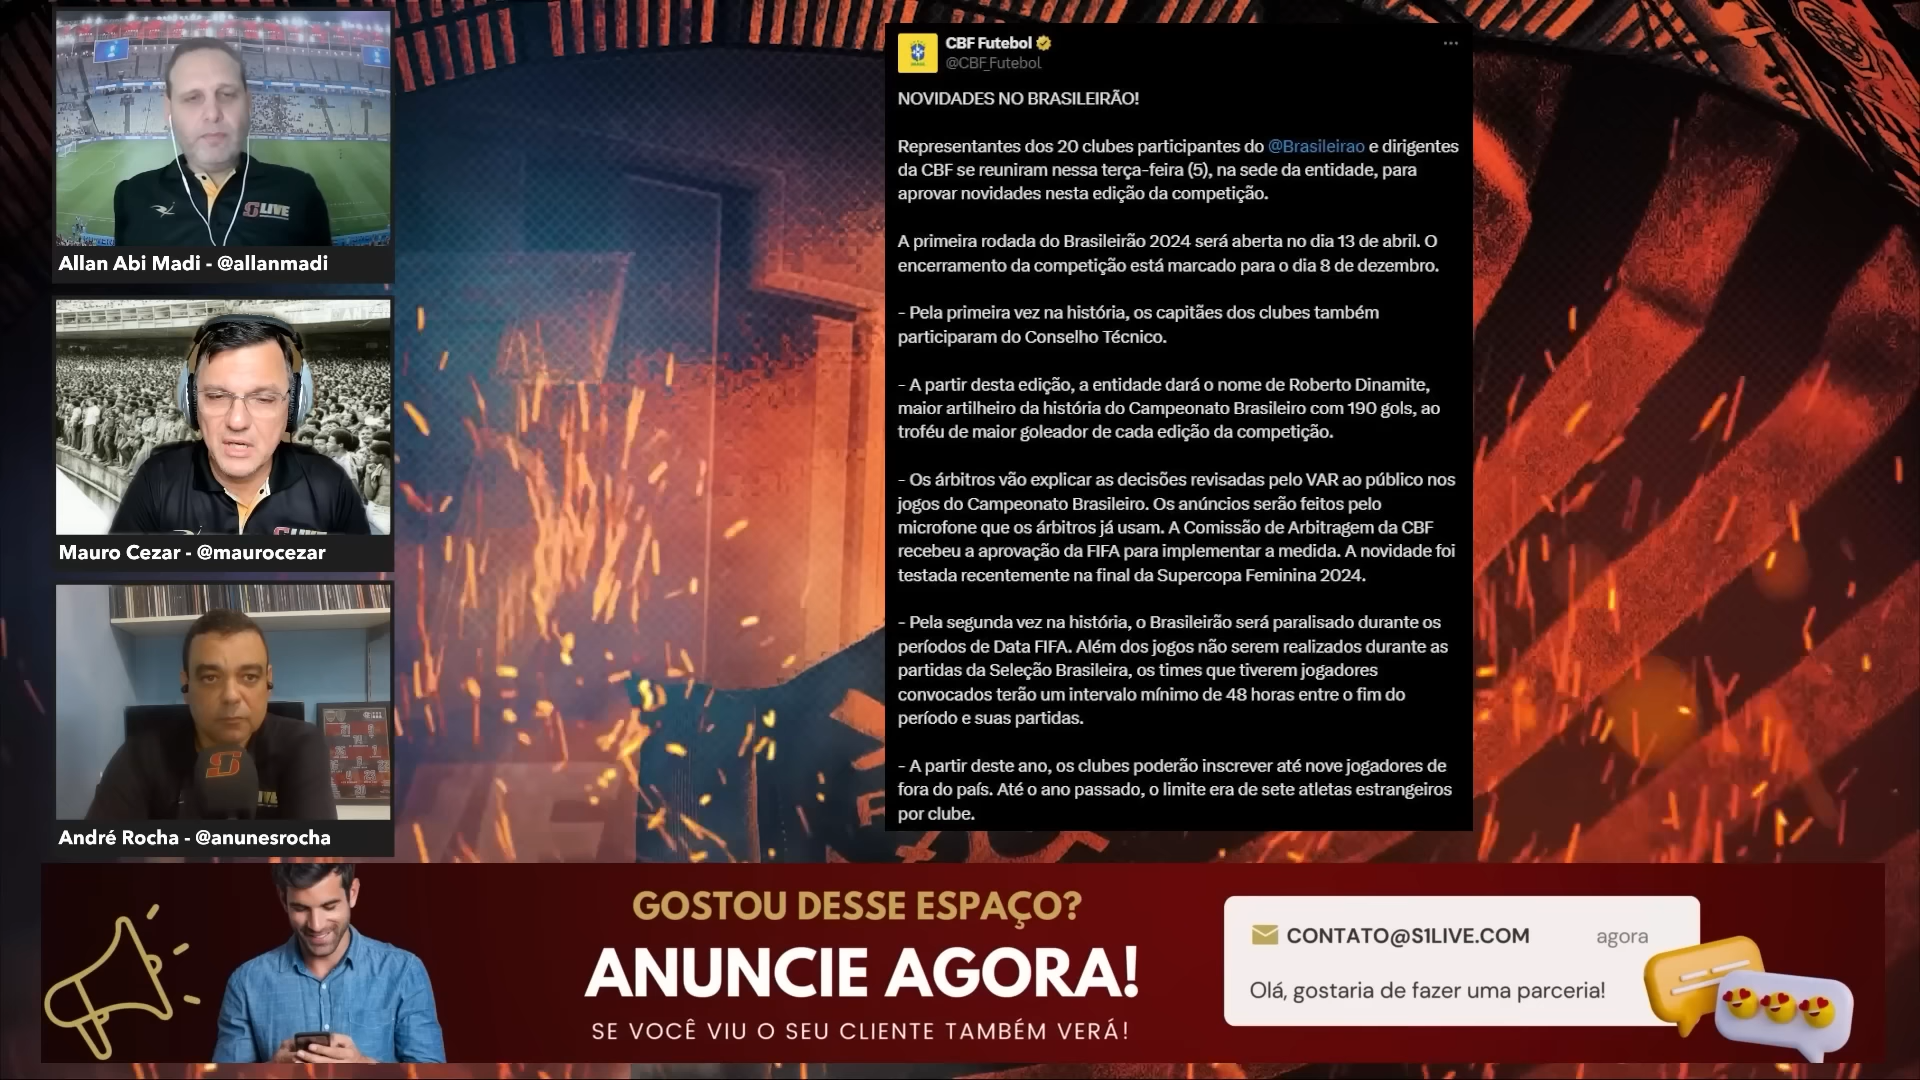 LIVE
Allan Abi Madi - @allanmadi
Mauro Cezar - @maurocezar
André Rocha - @anunesrocha
CBF Futebol
@CBF_Futebol
NOVIDADES NO BRASILEIRÃO!
Representantes dos 20 clubes participantes do @Brasileirao e dirigentes
da CBF se reuniram nessa terça-feira (5), na sede da entidade, para
aprovar novidades nesta edição da competição.
A primeira rodada do Brasileirão 2024 será aberta no dia 13 de abril. O
encerramento da competição está marcado para o dia 8 de dezembro.
- Pela primeira vez na história, os capitães dos clubes também
participaram do Conselho Técnico.
- A partir desta edição, a entidade dará o nome de Roberto Dinamite,
maior artilheiro da história do Campeonato Brasileiro com 190 gols, ao
troféu de maior goleador de cada edição da competição.
- Os árbitros vão explicar as decisões revisadas pelo VAR ao público nos
jogos do Campeonato Brasileiro. Os anúncios serão feitos pelo
microfone que os árbitros já usam. A Comissão de Arbitragem da CBF
recebeu a aprovação da FIFA para implementar a medida. A novidade foi
testada recentemente na final da Supercopa Feminina 2024.
- Pela segunda vez na história, o Brasileirão será paralisado durante os
períodos de Data FIFA. Além dos jogos não serem realizados durante as
partidas da Seleção Brasileira, os times que tiverem jogadores
convocados terão um intervalo mínimo de 48 horas entre o fim do
período e suas partidas.
- A partir deste ano, os clubes poderão inscrever até nove jogadores de
fora do país. Até o ano passado, o limite era de sete atletas estrangeiros
por clube.
GOSTOU DESSE ESPAÇO?
ANUNCIE AGORA!
SE VOCÊ VIU O SEU CLIENTE TAMBÉM VERÁ!
CONTATO@S1LIVE.COM agora
Olá, gostaria de fazer uma parceria!